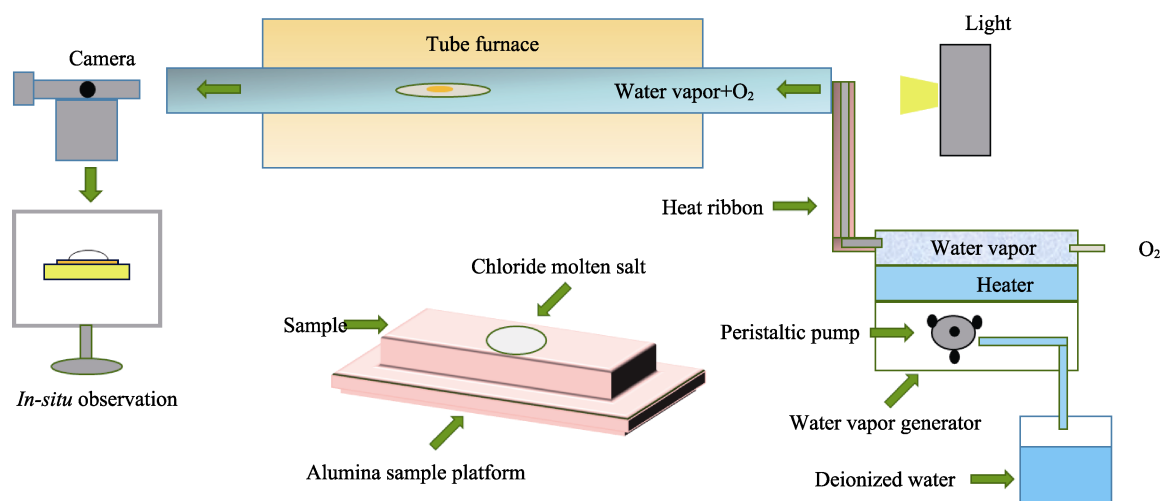 Light
Tube furnace
Camera
Water vapor+O₂
Heat ribbon
Water vapor
O₂
Chloride molten salt
Heater
Sample
Peristaltic pump
In-situ observation
Water vapor generator
Alumina sample platform
Deionized water